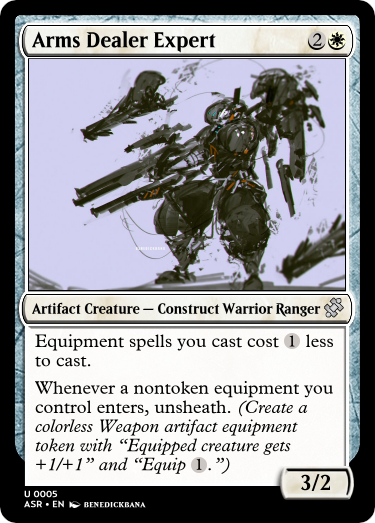 Arms Dealer Expert 2
Artifact Creature — Construct Warrior Ranger
Equipment spells you cast cost 1 less
to cast.
Whenever a nontoken equipment you
control enters, unsheath. (Create a
colorless Weapon artifact equipment
token with “Equipped creature gets
+1/+1” and “Equip 1.”)
3/2
U 0005
ASR • EN BENEDICKBANA